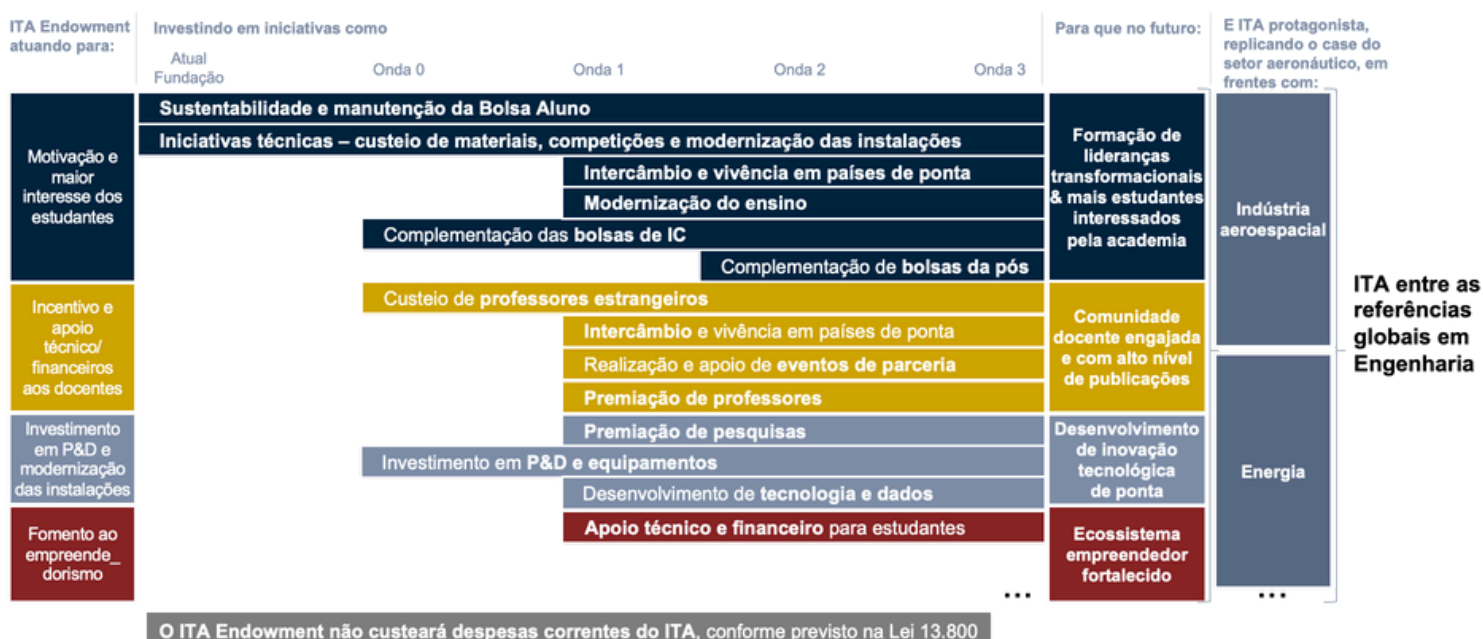 ITA Endowment
atuando para:
Investindo em iniciativas como
Para que no futuro:
E ITA protagonista,
replicando o case do
setor aeronáutico, em
frentes com:
Atual
Fundação
Onda 0
Onda 1
Onda 2
Onda 3
Motivação e
maior
interesse dos
estudantes
Sustentabilidade e manutenção da Bolsa Aluno
Iniciativas técnicas – custeio de materiais, competições e modernização das instalações
Intercâmbio e vivência em países de ponta
Modernização do ensino
Complementação das bolsas de IC
Complementação de bolsas da pós
Formação de
lideranças
transformacionais
& mais estudantes
interessados
pela academia
Incentivo e
apoio
técnico/
financeiros
aos docentes
Custeio de professores estrangeiros
Intercâmbio e vivência em países de ponta
Realização e apoio de eventos de parceria
Premiação de professores
Comunidade
docente engajada
e com alto nível
de publicações
Investimento
em P&D e
modernização
das instalações
Premiação de pesquisas
Investimento em P&D e equipamentos
Desenvolvimento de tecnologia e dados
Desenvolvimento
de inovação
tecnológica
de ponta
Fomento ao
empreende_
dorismo
Apoio técnico e financeiro para estudantes
...
Ecossistema
empreendedor
fortalecido
Indústria
aeroespacial
Energia
...
ITA entre as
referências
globais em
Engenharia
O ITA Endowment não custeará despesas correntes do ITA, conforme previsto na Lei 13.800